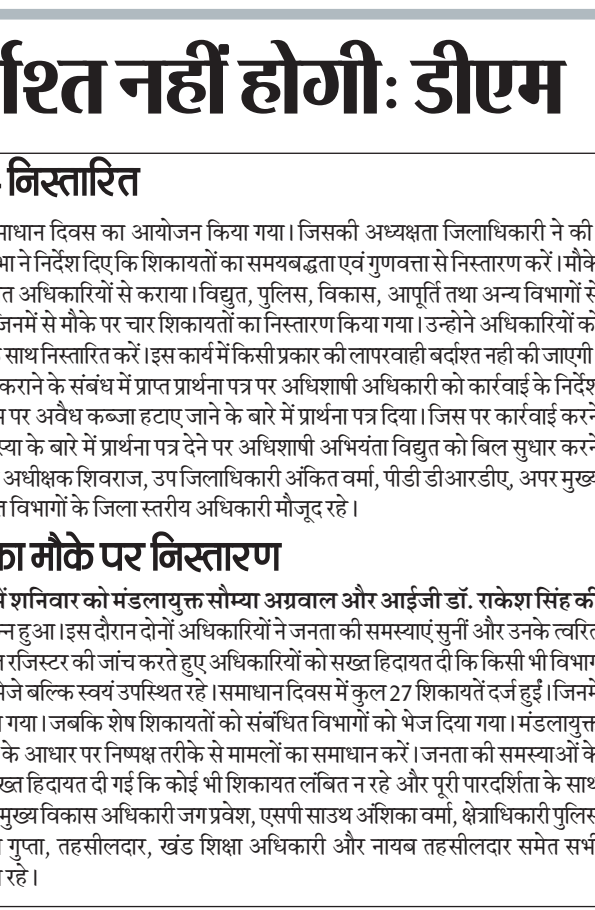 र्दाश्त नहीं होगी: डीएम
निस्तारित
माधान दिवस का आयोजन किया गया। जिसकी अध्यक्षता जिलाधिकारी ने की
ने निर्देश दिए कि शिकायतों का समयबद्धता एवं गुणवत्ता से निस्तारण करें। मौके
त अधिकारियों से कराया। विद्युत, पुलिस, विकास, आपूर्ति तथा अन्य विभागों से
जिनमें से मौके पर चार शिकायतों का निस्तारण किया गया। उन्होने अधिकारियों को
साथ निस्तारित करें। इस कार्य में किसी प्रकार की लापरवाही बर्दाश्त नही की जाएगी
कराने के संबंध में प्राप्त प्रार्थना पत्र पर अधिशाषी अधिकारी को कार्रवाई के निर्देश
पर अवैध कब्जा हटाए जाने के बारे में प्रार्थना पत्र दिया। जिस पर कार्रवाई करने
स्या के बारे में प्रार्थना पत्र देने पर अधिशाषी अभियंता विद्युत को बिल सुधार करने
अधीक्षक शिवराज, उप जिलाधिकारी अंकित वर्मा, पीडी डीआरडीए, अपर मुख्य
त विभागों के जिला स्तरीय अधिकारी मौजूद रहे।
का मौके पर निस्तारण
में शनिवार को मंडलायुक्त सौम्या अग्रवाल और आईजी डॉ. राकेश सिंह की
न्न हुआ। इस दौरान दोनों अधिकारियों ने जनता की समस्याएं सुनीं और उनके त्वरित
रजिस्टर की जांच करते हुए अधिकारियों को सख्त हिदायत दी कि किसी भी विभाग
भेजे बल्कि स्वयं उपस्थित रहे। समाधान दिवस में कुल 27 शिकायतें दर्ज हुईं। जिनमें
गया। जबकि शेष शिकायतों को संबंधित विभागों को भेज दिया गया। मंडलायुक्त
के आधार पर निष्पक्ष तरीके से मामलों का समाधान करें। जनता की समस्याओं के
ख्त हिदायत दी गई कि कोई भी शिकायत लंबित न रहे और पूरी पारदर्शिता के साथ
मुख्य विकास अधिकारी जग प्रवेश, एसपी साउथ अंशिका वर्मा, क्षेत्राधिकारी पुलिस
गुप्ता, तहसीलदार, खंड शिक्षा अधिकारी और नायब तहसीलदार समेत सभी
रहे।